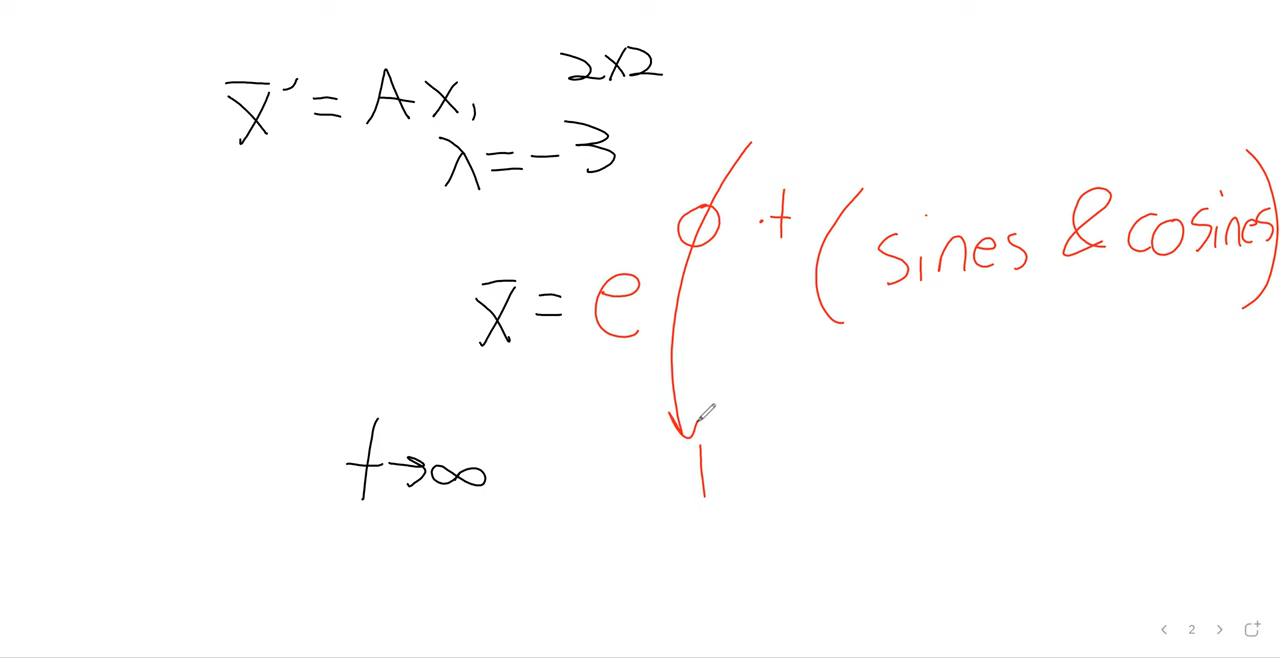 2x2
x̄' = Ax,
λ = -3
x̄ = e^{0·t} (sines & cosines)
t → ∞
1
2